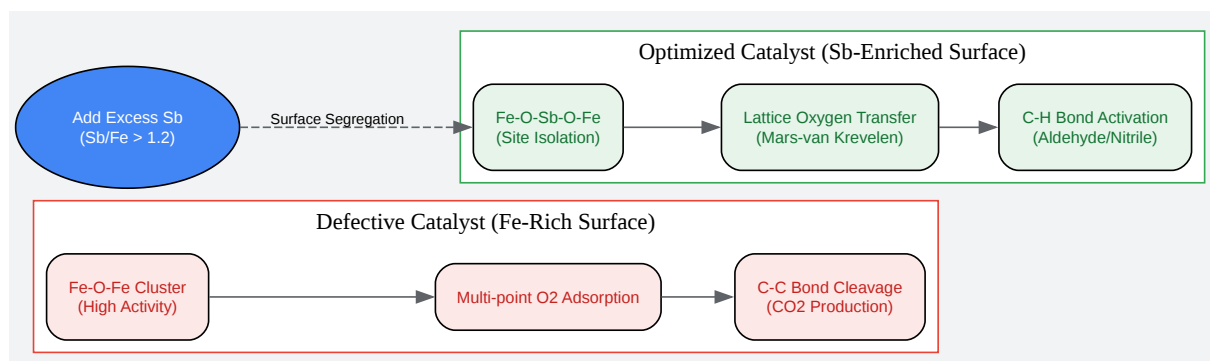 Optimized Catalyst (Sb-Enriched Surface)
Add Excess Sb
(Sb/Fe > 1.2)
Surface Segregation
Fe-O-Sb-O-Fe
(Site Isolation)
Lattice Oxygen Transfer
(Mars-van Krevelen)
C-H Bond Activation
(Aldehyde/Nitrile)
Defective Catalyst (Fe-Rich Surface)
Fe-O-Fe Cluster
(High Activity)
Multi-point O2 Adsorption
C-C Bond Cleavage
(CO2 Production)